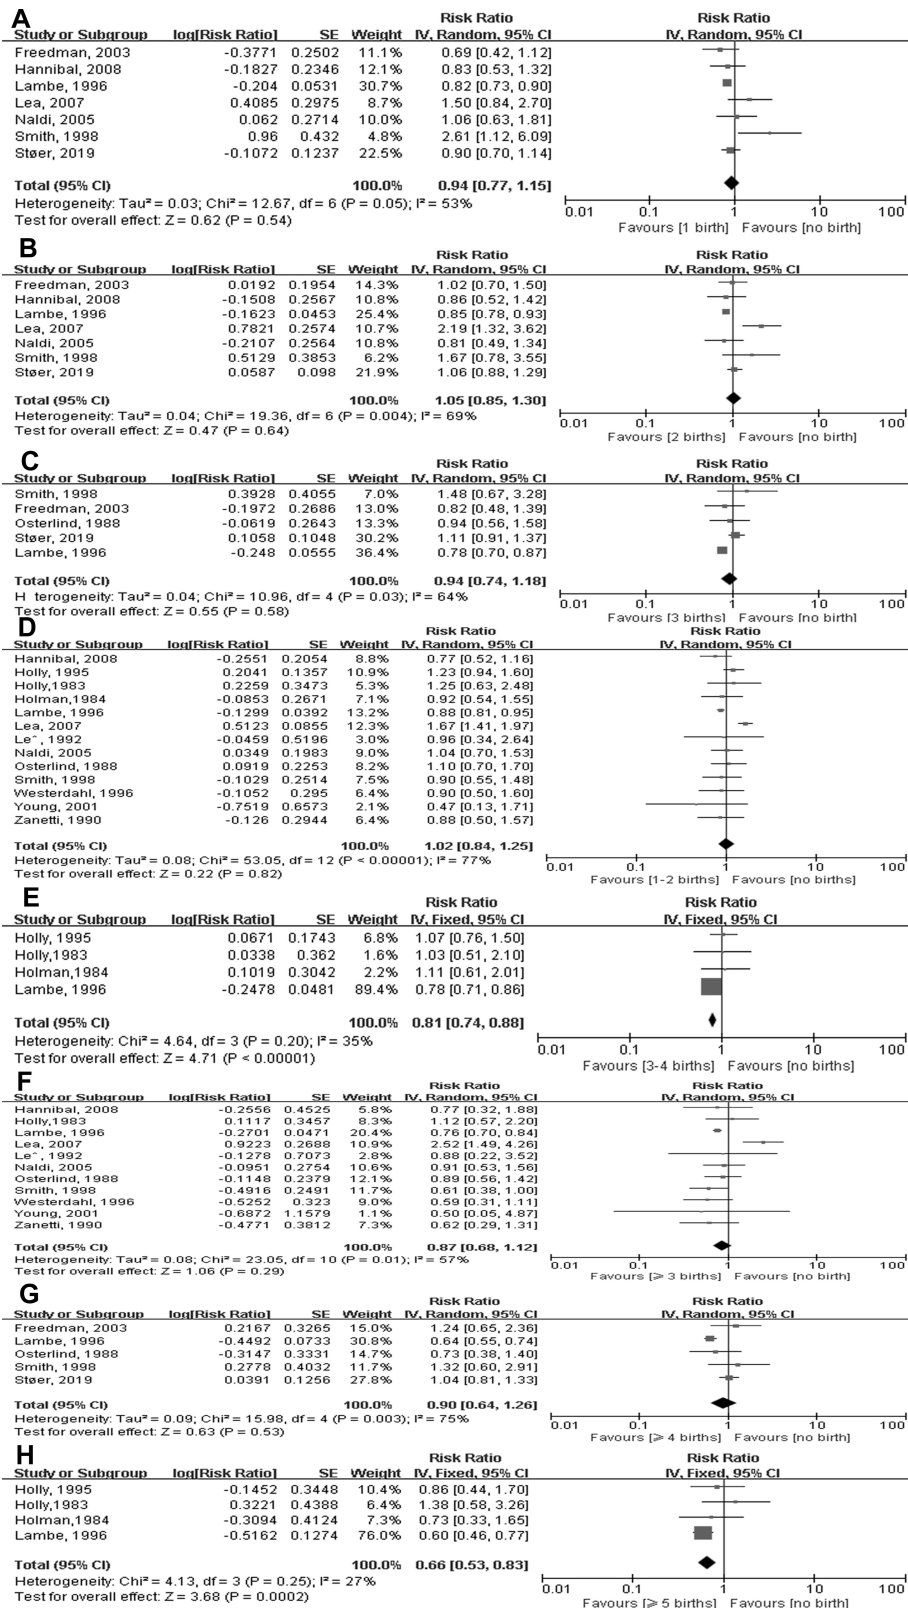 A
Risk Ratio Risk Ratio
Study or Subgroup log[Risk Ratio] SE Weight IV, Random, 95% CI IV, Random, 95% CI
Freedman, 2003 -0.3771 0.2502 11.1% 0.69 [0.42, 1.12]
Hannibal, 2008 -0.1827 0.2346 12.1% 0.83 [0.53, 1.32]
Lambe, 1996 -0.204 0.0531 30.7% 0.82 [0.73, 0.90]
Lea, 2007 0.4085 0.2975 8.7% 1.50 [0.84, 2.70]
Naldi, 2005 0.062 0.2714 10.0% 1.06 [0.63, 1.81]
Smith, 1998 0.96 0.432 4.8% 2.61 [1.12, 6.09]
Støer, 2019 -0.1072 0.1237 22.5% 0.90 [0.70, 1.14]
Total (95% CI) 100.0% 0.94 [0.77, 1.15]
Heterogeneity: Tau² = 0.03; Chi² = 12.67, df = 6 (P = 0.05); I² = 53%
Test for overall effect: Z = 0.62 (P = 0.54)
0.01 0.1 1 10 100
Favours [1 birth] Favours [no birth]
B
Risk Ratio Risk Ratio
Study or Subgroup log[Risk Ratio] SE Weight IV, Random, 95% CI IV, Random, 95% CI
Freedman, 2003 0.0192 0.1954 14.3% 1.02 [0.70, 1.50]
Hannibal, 2008 -0.1508 0.2567 10.8% 0.86 [0.52, 1.42]
Lambe, 1996 -0.1623 0.0453 25.4% 0.85 [0.78, 0.93]
Lea, 2007 0.7821 0.2574 10.7% 2.19 [1.32, 3.62]
Naldi, 2005 -0.2107 0.2564 10.8% 0.81 [0.49, 1.34]
Smith, 1998 0.5129 0.3853 6.2% 1.67 [0.78, 3.55]
Støer, 2019 0.0587 0.098 21.9% 1.06 [0.88, 1.29]
Total (95% CI) 100.0% 1.05 [0.85, 1.30]
Heterogeneity: Tau² = 0.04; Chi² = 19.36, df = 6 (P = 0.004); I² = 69%
Test for overall effect: Z = 0.47 (P = 0.64)
0.01 0.1 1 10 100
Favours [2 births] Favours [no birth]
C
Risk Ratio Risk Ratio
Study or Subgroup log[Risk Ratio] SE Weight IV, Random, 95% CI IV, Random, 95% CI
Smith, 1998 0.3928 0.4055 7.0% 1.48 [0.67, 3.28]
Freedman, 2003 -0.1972 0.2686 13.0% 0.82 [0.48, 1.39]
Osterlind, 1988 -0.0619 0.2643 13.3% 0.94 [0.56, 1.58]
Støer, 2019 0.1058 0.1048 30.2% 1.11 [0.91, 1.37]
Lambe, 1996 -0.248 0.0555 36.4% 0.78 [0.70, 0.87]
Total (95% CI) 100.0% 0.94 [0.74, 1.18]
H terogeneity: Tau² = 0.04; Chi² = 10.96, df = 4 (P = 0.03); I² = 64%
Test for overall effect: Z = 0.55 (P = 0.58)
0.01 0.1 1 10 100
Favours [3 births] Favours [no birth]
D
Risk Ratio Risk Ratio
Study or Subgroup log[Risk Ratio] SE Weight IV, Random, 95% CI IV, Random, 95% CI
Hannibal, 2008 -0.2551 0.2054 8.8% 0.77 [0.52, 1.16]
Holly, 1995 0.2041 0.1357 10.9% 1.23 [0.94, 1.60]
Holly,1983 0.2259 0.3473 5.3% 1.25 [0.63, 2.48]
Holman,1984 -0.0853 0.2671 7.1% 0.92 [0.54, 1.55]
Lambe, 1996 -0.1299 0.0392 13.2% 0.88 [0.81, 0.95]
Lea, 2007 0.5123 0.0855 12.3% 1.67 [1.41, 1.97]
Leˆ, 1992 -0.0459 0.5196 3.0% 0.96 [0.34, 2.64]
Naldi, 2005 0.0349 0.1983 9.0% 1.04 [0.70, 1.53]
Osterlind, 1988 0.0919 0.2253 8.2% 1.10 [0.70, 1.70]
Smith, 1998 -0.1029 0.2514 7.5% 0.90 [0.55, 1.48]
Westerdahl, 1996 -0.1052 0.295 6.4% 0.90 [0.50, 1.60]
Young, 2001 -0.7519 0.6573 2.1% 0.47 [0.13, 1.71]
Zanetti, 1990 -0.126 0.2944 6.4% 0.88 [0.50, 1.57]
Total (95% CI) 100.0% 1.02 [0.84, 1.25]
Heterogeneity: Tau² = 0.08; Chi² = 53.05, df = 12 (P < 0.00001); I² = 77%
Test for overall effect: Z = 0.22 (P = 0.82)
0.01 0.1 1 10 100
Favours [1-2 births] Favours [no births]
E
Risk Ratio Risk Ratio
Study or Subgroup log[Risk Ratio] SE Weight IV, Fixed, 95% CI IV, Fixed, 95% CI
Holly, 1995 0.0671 0.1743 6.8% 1.07 [0.76, 1.50]
Holly,1983 0.0338 0.362 1.6% 1.03 [0.51, 2.10]
Holman,1984 0.1019 0.3042 2.2% 1.11 [0.61, 2.01]
Lambe, 1996 -0.2478 0.0481 89.4% 0.78 [0.71, 0.86]
Total (95% CI) 100.0% 0.81 [0.74, 0.88]
Heterogeneity: Chi² = 4.64, df = 3 (P = 0.20); I² = 35%
Test for overall effect: Z = 4.71 (P < 0.00001)
0.01 0.1 1 10 100
Favours [3-4 births] Favours [no births]
F
Risk Ratio Risk Ratio
Study or Subgroup log[Risk Ratio] SE Weight IV, Random, 95% CI IV, Random, 95% CI
Hannibal, 2008 -0.2556 0.4525 5.8% 0.77 [0.32, 1.88]
Holly,1983 0.1117 0.3457 8.3% 1.12 [0.57, 2.20]
Lambe, 1996 -0.2701 0.0471 20.4% 0.76 [0.70, 0.84]
Lea, 2007 0.9223 0.2688 10.9% 2.52 [1.49, 4.26]
Leˆ, 1992 -0.1278 0.7073 2.8% 0.88 [0.22, 3.52]
Naldi, 2005 -0.0951 0.2754 10.6% 0.91 [0.53, 1.56]
Osterlind, 1988 -0.1148 0.2379 12.1% 0.89 [0.56, 1.42]
Smith, 1998 -0.4916 0.2491 11.7% 0.61 [0.38, 1.00]
Westerdahl, 1996 -0.5252 0.323 9.0% 0.59 [0.31, 1.11]
Young, 2001 -0.6872 1.1579 1.1% 0.50 [0.05, 4.87]
Zanetti, 1990 -0.4771 0.3812 7.3% 0.62 [0.29, 1.31]
Total (95% CI) 100.0% 0.87 [0.68, 1.12]
Heterogeneity: Tau² = 0.08; Chi² = 23.05, df = 10 (P = 0.01); I² = 57%
Test for overall effect: Z = 1.06 (P = 0.29)
0.01 0.1 1 10 100
Favours [⩾ 3 births] Favours [no birth]
G
Risk Ratio Risk Ratio
Study or Subgroup log[Risk Ratio] SE Weight IV, Random, 95% CI IV, Random, 95% CI
Freedman, 2003 0.2167 0.3265 15.0% 1.24 [0.65, 2.36]
Lambe, 1996 -0.4492 0.0733 30.8% 0.64 [0.55, 0.74]
Osterlind, 1988 -0.3147 0.3331 14.7% 0.73 [0.38, 1.40]
Smith, 1998 0.2778 0.4032 11.7% 1.32 [0.60, 2.91]
Støer, 2019 0.0391 0.1256 27.8% 1.04 [0.81, 1.33]
Total (95% CI) 100.0% 0.90 [0.64, 1.26]
Heterogeneity: Tau² = 0.09; Chi² = 15.98, df = 4 (P = 0.003); I² = 75%
Test for overall effect: Z = 0.63 (P = 0.53)
0.01 0.1 1 10 100
Favours [⩾ 4 births] Favours [no birth]
H
Risk Ratio Risk Ratio
Study or Subgroup log[Risk Ratio] SE Weight IV, Fixed, 95% CI IV, Fixed, 95% CI
Holly, 1995 -0.1452 0.3448 10.4% 0.86 [0.44, 1.70]
Holly,1983 0.3221 0.4388 6.4% 1.38 [0.58, 3.26]
Holman,1984 -0.3094 0.4124 7.3% 0.73 [0.33, 1.65]
Lambe, 1996 -0.5162 0.1274 76.0% 0.60 [0.46, 0.77]
Total (95% CI) 100.0% 0.66 [0.53, 0.83]
Heterogeneity: Chi² = 4.13, df = 3 (P = 0.25); I² = 27%
Test for overall effect: Z = 3.68 (P = 0.0002)
0.01 0.1 1 10 100
Favours [⩾ 5 births] Favours [no births]